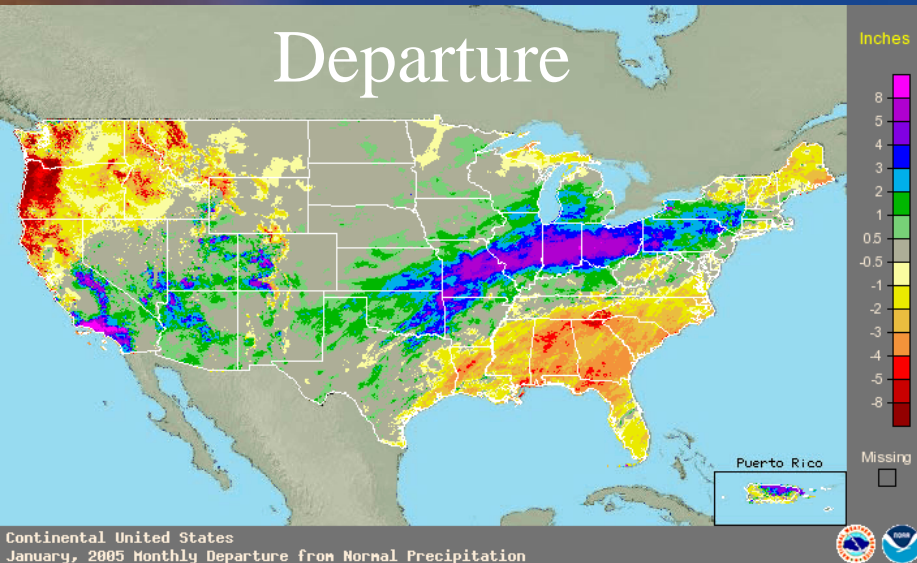 Departure
Inches
8
5
4
3
2
1
0.5
-0.5
-1
-2
-3
-4
-5
-8
Missing
Puerto Rico
Continental United States
January, 2005 Monthly Departure from Normal Precipitation
NOAA